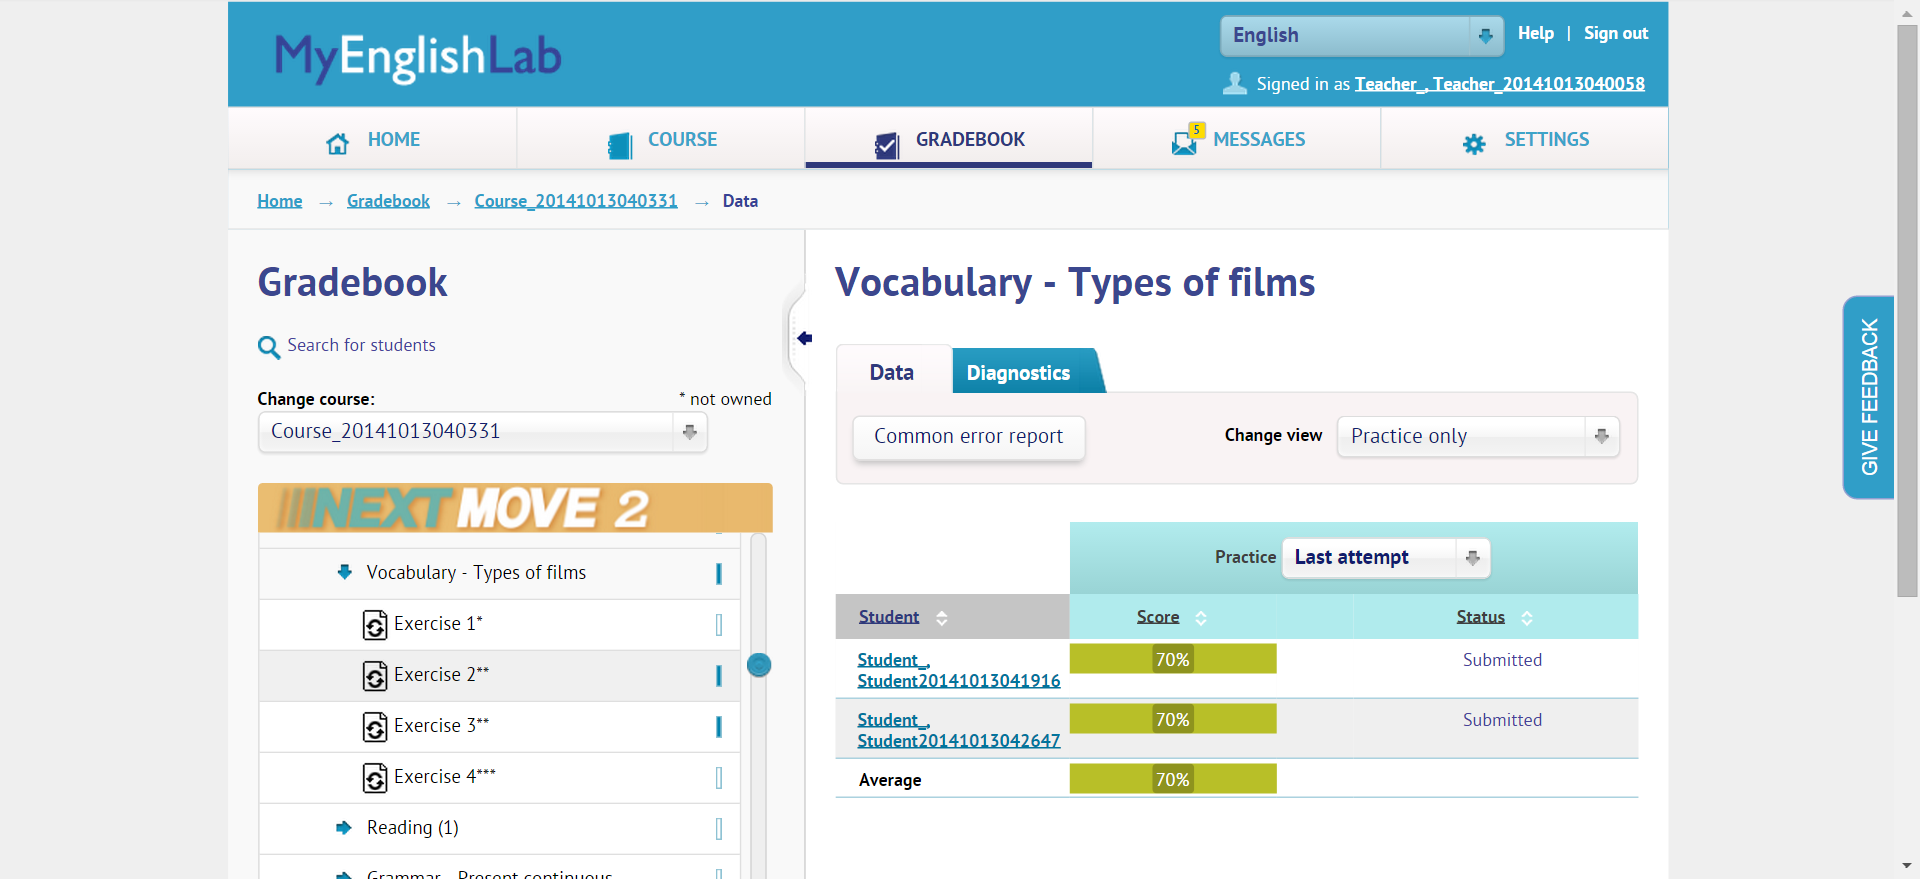 MyEnglishLab
English
Help | Sign out
Signed in as Teacher_, Teacher_20141013040058
HOME
COURSE
GRADEBOOK
5
MESSAGES
SETTINGS
Home → Gradebook → Course_20141013040331 → Data
Gradebook
Search for students
Change course:
* not owned
Course_20141013040331
NEXT MOVE 2
Vocabulary - Types of films
Exercise 1*
Exercise 2**
Exercise 3**
Exercise 4***
Reading (1)
Grammar - Present continuous
Vocabulary - Types of films
Data
Diagnostics
Common error report
Change view
Practice only
Practice
Last attempt
Student
Score
Status
Student_,
Student20141013041916
70%
Submitted
Student_,
Student20141013042647
70%
Submitted
Average
70%
GIVE FEEDBACK